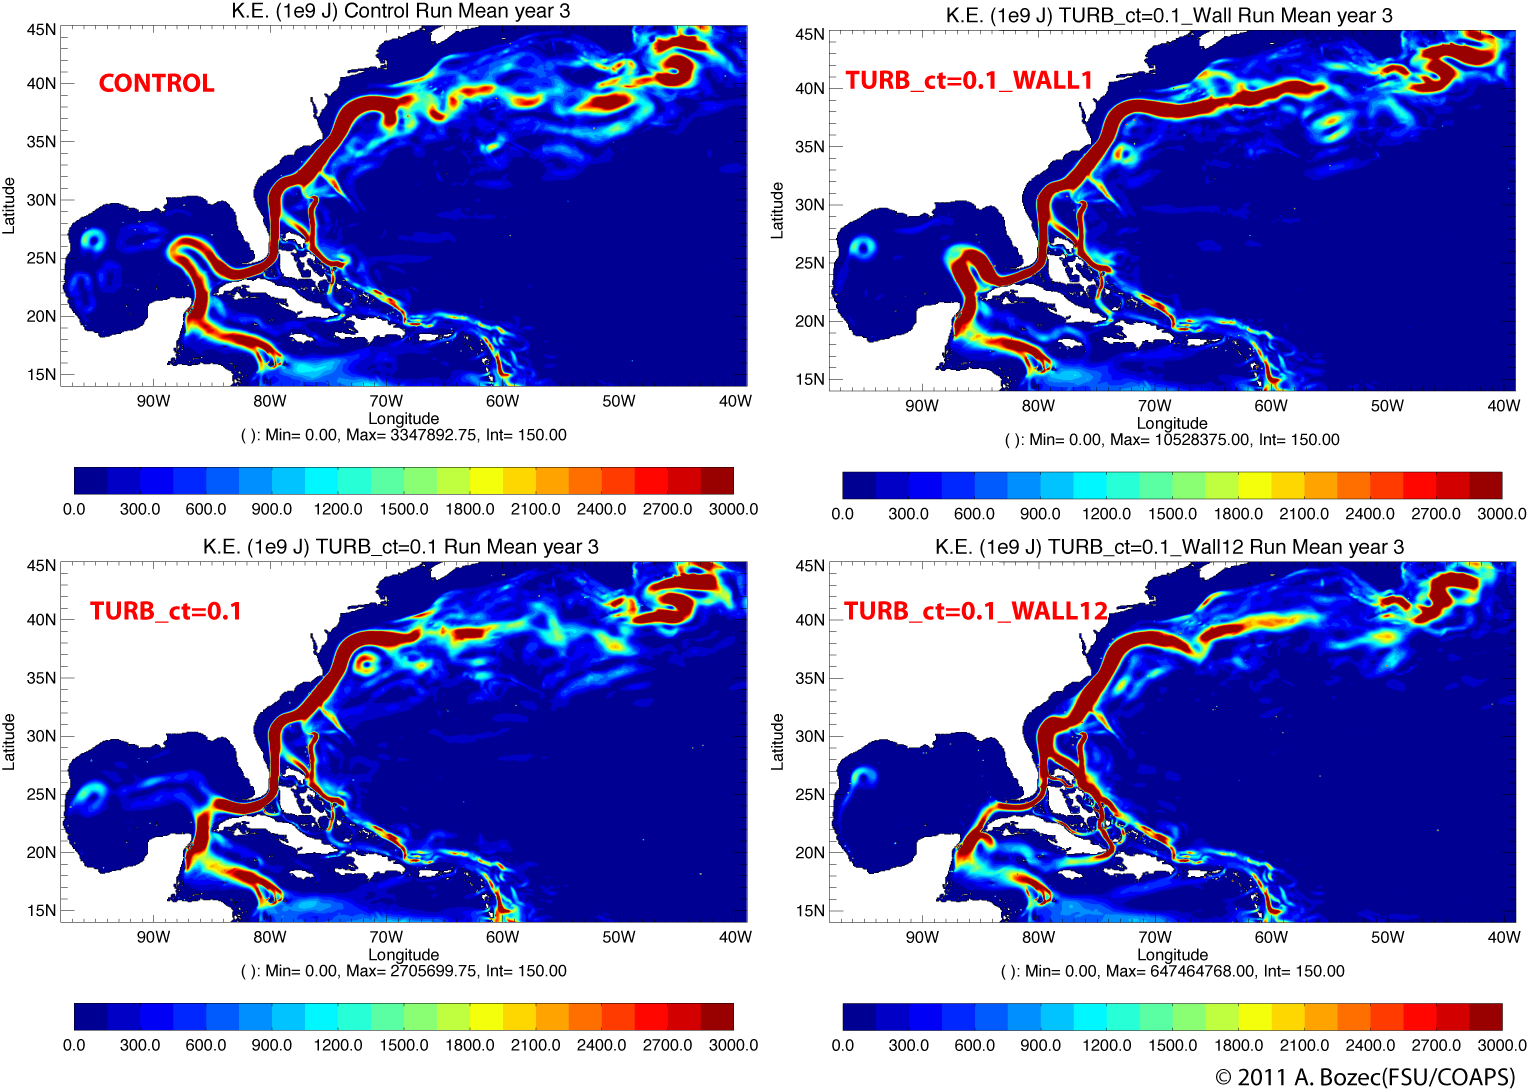 K.E. (1e9 J) Control Run Mean year 3
CONTROL
45N
40N
35N
30N
25N
20N
15N
Latitude
90W 80W 70W 60W 50W 40W
Longitude
( ): Min= 0.00, Max= 3347892.75, Int= 150.00
0.0 300.0 600.0 900.0 1200.0 1500.0 1800.0 2100.0 2400.0 2700.0 3000.0
K.E. (1e9 J) TURB_ct=0.1_Wall Run Mean year 3
TURB_ct=0.1_WALL1
45N
40N
35N
30N
25N
20N
15N
Latitude
90W 80W 70W 60W 50W 40W
Longitude
( ): Min= 0.00, Max= 10528375.00, Int= 150.00
0.0 300.0 600.0 900.0 1200.0 1500.0 1800.0 2100.0 2400.0 2700.0 3000.0
K.E. (1e9 J) TURB_ct=0.1 Run Mean year 3
TURB_ct=0.1
45N
40N
35N
30N
25N
20N
15N
Latitude
90W 80W 70W 60W 50W 40W
Longitude
( ): Min= 0.00, Max= 2705699.75, Int= 150.00
0.0 300.0 600.0 900.0 1200.0 1500.0 1800.0 2100.0 2400.0 2700.0 3000.0
K.E. (1e9 J) TURB_ct=0.1_Wall12 Run Mean year 3
TURB_ct=0.1_WALL12
45N
40N
35N
30N
25N
20N
15N
Latitude
90W 80W 70W 60W 50W 40W
Longitude
( ): Min= 0.00, Max= 647464768.00, Int= 150.00
0.0 300.0 600.0 900.0 1200.0 1500.0 1800.0 2100.0 2400.0 2700.0 3000.0
© 2011 A. Bozec(FSU/COAPS)